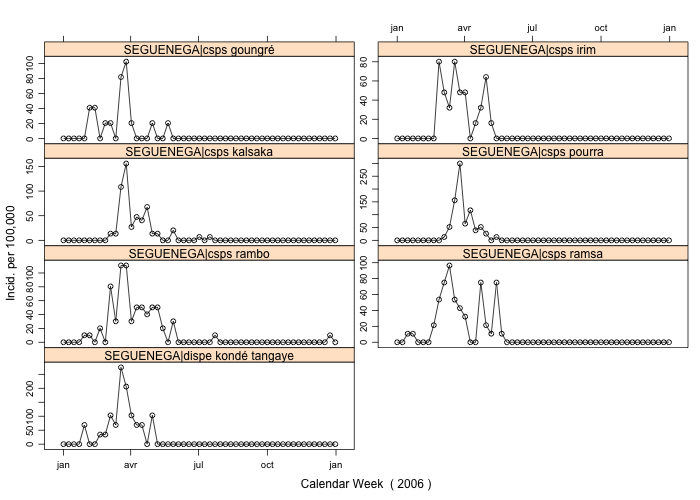 jan avr jul oct jan
SEGUENEGA|csps goungré
0 20 40 60 80 100
SEGUENEGA|csps irim
0 20 40 60 80
SEGUENEGA|csps kalsaka
0 50 100 150
SEGUENEGA|csps pourra
0 50 150 250
SEGUENEGA|csps rambo
0 20 40 60 80 100
SEGUENEGA|csps ramsa
0 20 40 60 80 100
SEGUENEGA|dispe kondé tangaye
0 50 100 200
jan avr jul oct jan
Incid. per 100,000
Calendar Week ( 2006 )